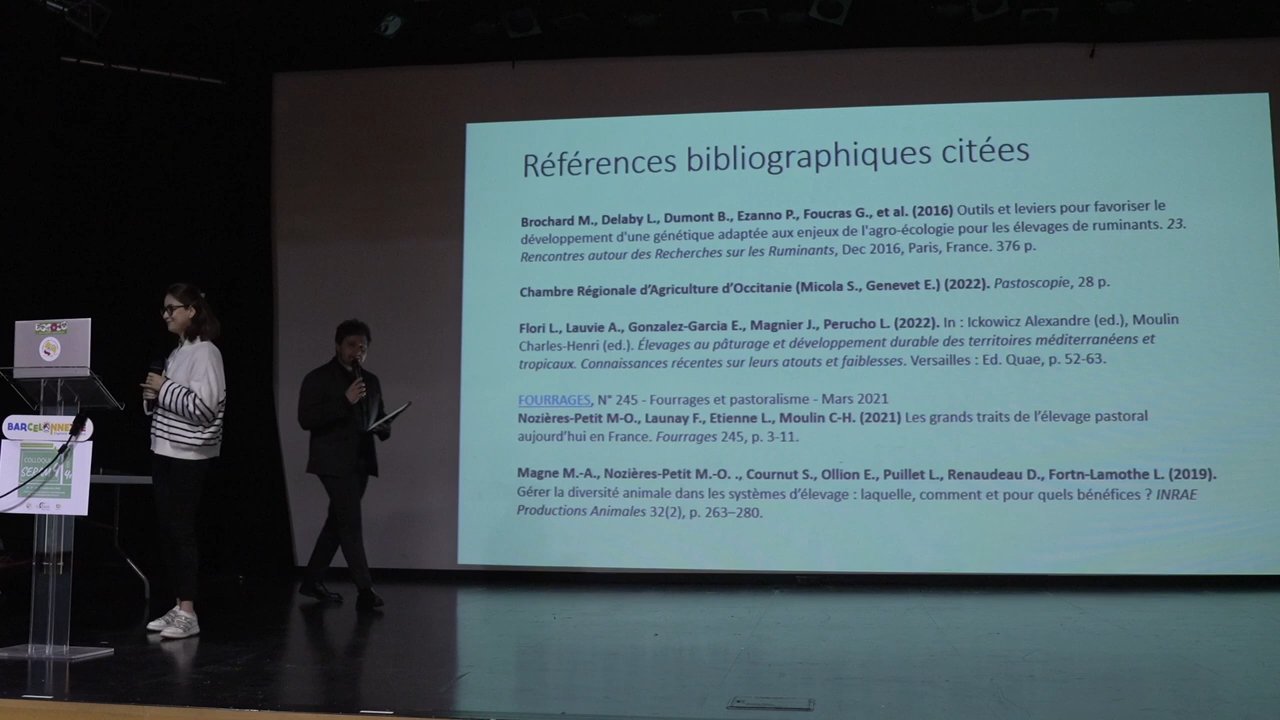 Références bibliographiques citées
Brochard M., Delaby L., Dumont B., Ezanno P., Foucras G., et al. (2016) Outils et leviers pour favoriser le
développement d'une génétique adaptée aux enjeux de l'agro-écologie pour les élevages de ruminants. 23.
Rencontres autour des Recherches sur les Ruminants, Dec 2016, Paris, France. 376 p.
Chambre Régionale d'Agriculture d'Occitanie (Micola S., Genevet E.) (2022). Pastoscopie, 28 p.
Flori L., Lauvie A., Gonzalez-Garcia E., Magnier J., Perucho L. (2022). In : Ickowicz Alexandre (ed.), Moulin
Charles-Henri (ed.). Élevages au pâturage et développement durable des territoires méditerranéens et
tropicaux. Connaissances récentes sur leurs atouts et faiblesses. Versailles : Ed. Quae, p. 52-63.
FOURRAGES, N° 245 - Fourrages et pastoralisme - Mars 2021
Nozières-Petit M-O., Launay F., Etienne L., Moulin C-H. (2021) Les grands traits de l'élevage pastoral
aujourd'hui en France. Fourrages 245, p. 3-11.
Magne M.-A., Nozières-Petit M.-O. ., Cournut S., Ollion E., Puillet L., Renaudeau D., Fortn-Lamothe L. (2019).
Gérer la diversité animale dans les systèmes d'élevage : laquelle, comment et pour quels bénéfices ? INRAE
Productions Animales 32(2), p. 263–280.
BARCELONNETTE
COLLOQUE